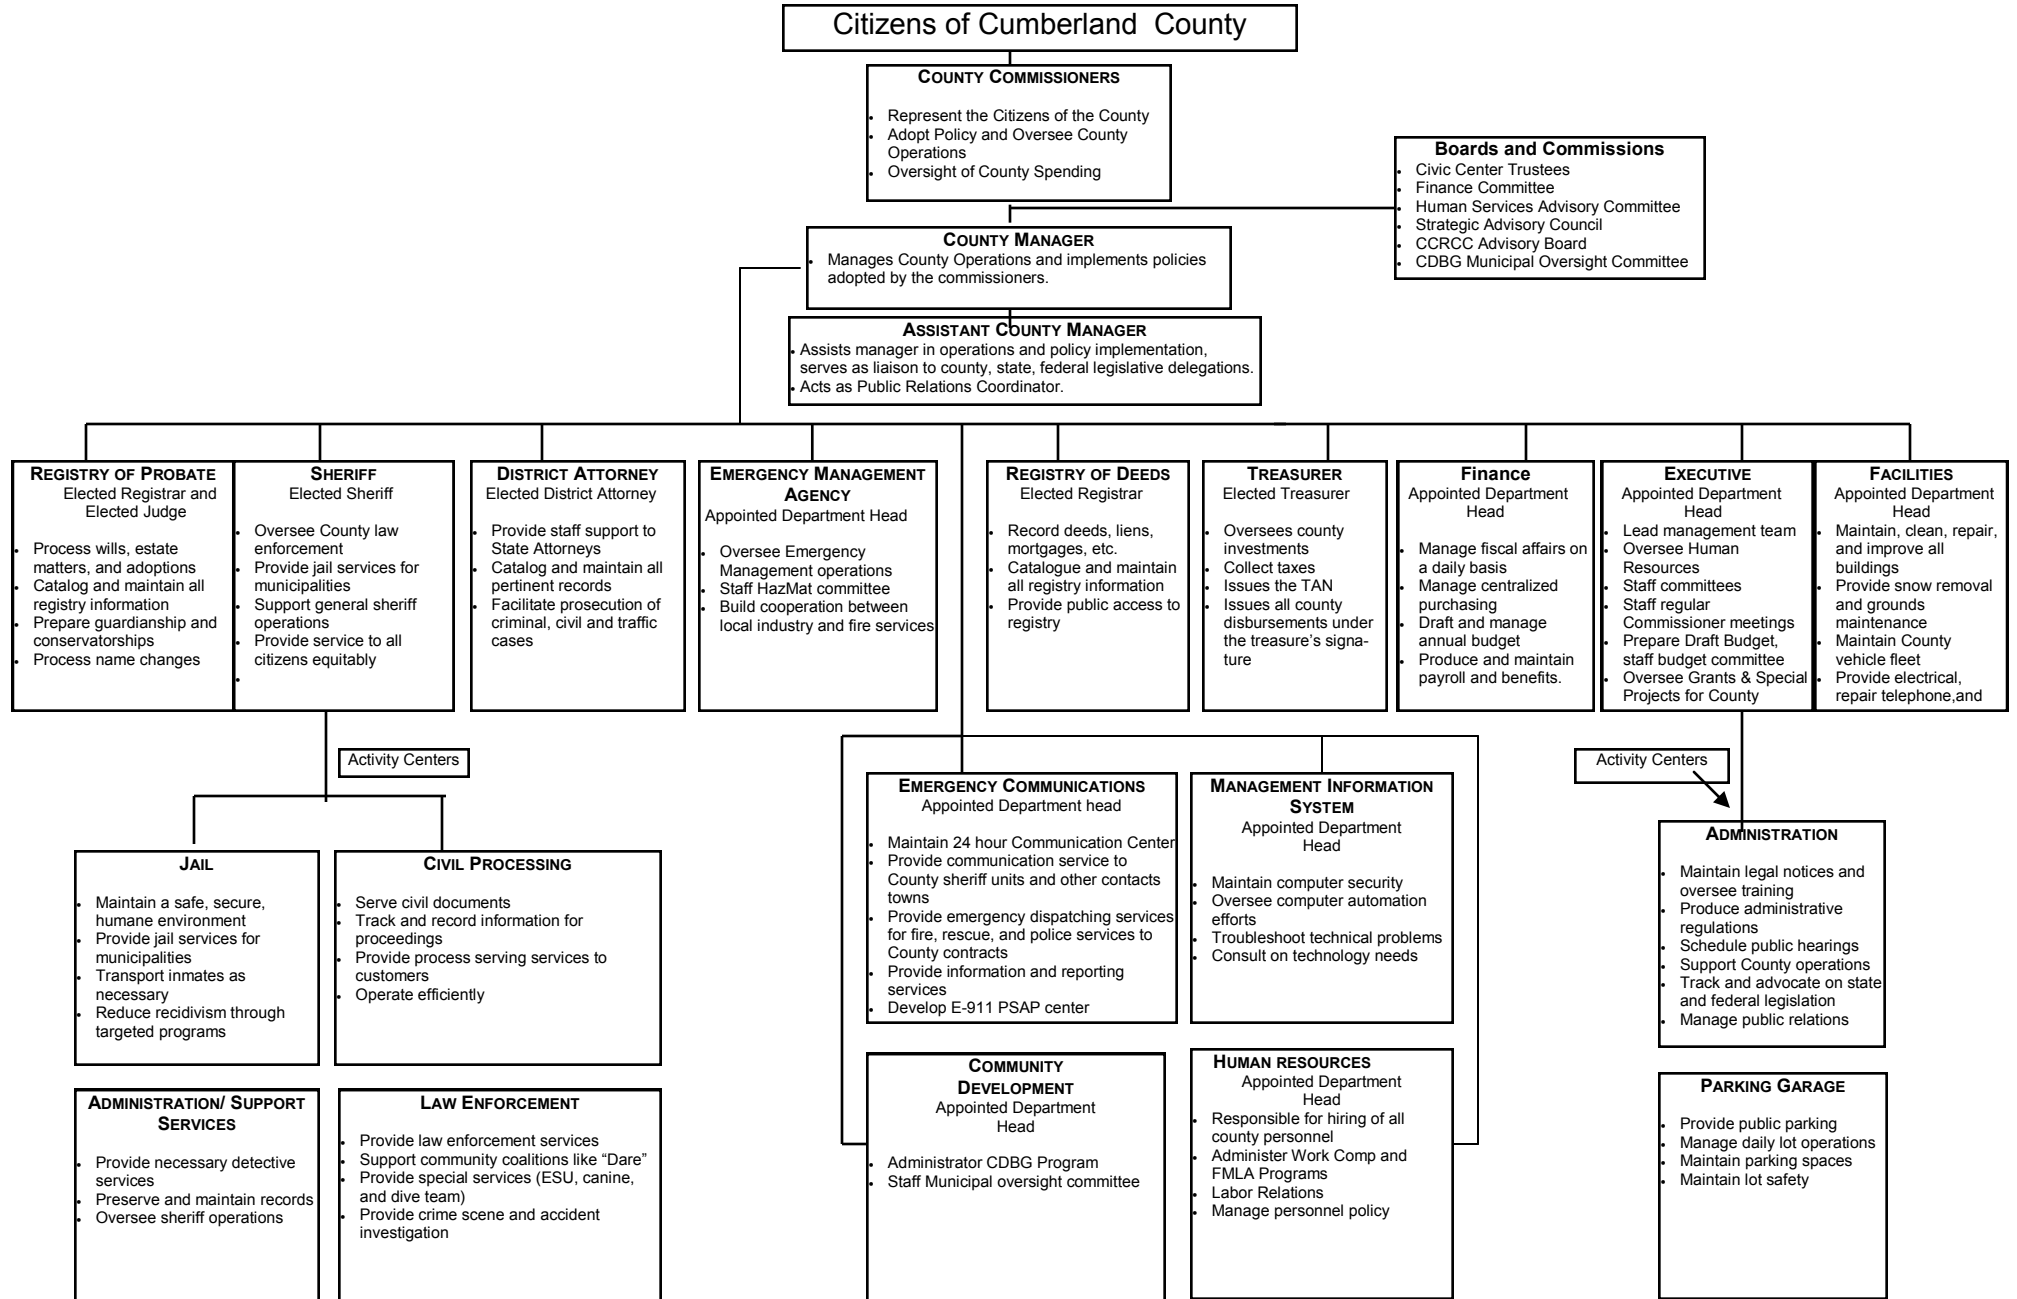 Citizens of Cumberland County
COUNTY COMMISSIONERS
• Represent the Citizens of the County
• Adopt Policy and Oversee County
Operations
• Oversight of County Spending
Boards and Commissions
• Civic Center Trustees
• Finance Committee
• Human Services Advisory Committee
• Strategic Advisory Council
• CCRCC Advisory Board
• CDBG Municipal Oversight Committee
COUNTY MANAGER
• Manages County Operations and implements policies
adopted by the commissioners.
ASSISTANT COUNTY MANAGER
• Assists manager in operations and policy implementation,
serves as liaison to county, state, federal legislative delegations.
• Acts as Public Relations Coordinator.
REGISTRY OF PROBATE
Elected Registrar and
Elected Judge
• Process wills, estate
matters, and adoptions
• Catalog and maintain all
registry information
• Prepare guardianship and
conservatorships
• Process name changes
SHERIFF
Elected Sheriff
• Oversee County law
enforcement
• Provide jail services for
municipalities
• Support general sheriff
operations
• Provide service to all
citizens equitably
•
DISTRICT ATTORNEY
Elected District Attorney
• Provide staff support to
State Attorneys
• Catalog and maintain all
pertinent records
• Facilitate prosecution of
criminal, civil and traffic
cases
EMERGENCY MANAGEMENT
AGENCY
Appointed Department Head
• Oversee Emergency
Management operations
• Staff HazMat committee
• Build cooperation between
local industry and fire services
REGISTRY OF DEEDS
Elected Registrar
• Record deeds, liens,
mortgages, etc.
• Catalogue and maintain
all registry information
• Provide public access to
registry
TREASURER
Elected Treasurer
• Oversees county
investments
• Collect taxes
• Issues the TAN
• Issues all county
disbursements under
the treasure’s signa-
ture
Finance
Appointed Department
Head
• Manage fiscal affairs on
a daily basis
• Manage centralized
purchasing
• Draft and manage
annual budget
• Produce and maintain
payroll and benefits.
EXECUTIVE
Appointed Department
Head
• Lead management team
• Oversee Human
Resources
• Staff committees
• Staff regular
Commissioner meetings
• Prepare Draft Budget,
staff budget committee
• Oversee Grants & Special
Projects for County
FACILITIES
Appointed Department
Head
• Maintain, clean, repair,
and improve all
buildings
• Provide snow removal
and grounds
maintenance
• Maintain County
vehicle fleet
• Provide electrical,
repair telephone,and
Activity Centers
JAIL
• Maintain a safe, secure,
humane environment
• Provide jail services for
municipalities
• Transport inmates as
necessary
• Reduce recidivism through
targeted programs
CIVIL PROCESSING
• Serve civil documents
• Track and record information for
proceedings
• Provide process serving services to
customers
• Operate efficiently
ADMINISTRATION/ SUPPORT
SERVICES
• Provide necessary detective
services
• Preserve and maintain records
• Oversee sheriff operations
LAW ENFORCEMENT
• Provide law enforcement services
• Support community coalitions like “Dare”
• Provide special services (ESU, canine,
and dive team)
• Provide crime scene and accident
investigation
EMERGENCY COMMUNICATIONS
Appointed Department head
• Maintain 24 hour Communication Center
• Provide communication service to
County sheriff units and other contacts
towns
• Provide emergency dispatching services
for fire, rescue, and police services to
County contracts
• Provide information and reporting
services
• Develop E-911 PSAP center
MANAGEMENT INFORMATION
SYSTEM
Appointed Department
Head
• Maintain computer security
• Oversee computer automation
efforts
• Troubleshoot technical problems
• Consult on technology needs
COMMUNITY
DEVELOPMENT
Appointed Department
Head
• Administrator CDBG Program
• Staff Municipal oversight committee
HUMAN RESOURCES
Appointed Department
Head
• Responsible for hiring of all
county personnel
• Administer Work Comp and
FMLA Programs
• Labor Relations
• Manage personnel policy
Activity Centers
ADMINISTRATION
• Maintain legal notices and
oversee training
• Produce administrative
regulations
• Schedule public hearings
• Support County operations
• Track and advocate on state
and federal legislation
• Manage public relations
PARKING GARAGE
• Provide public parking
• Manage daily lot operations
• Maintain parking spaces
• Maintain lot safety